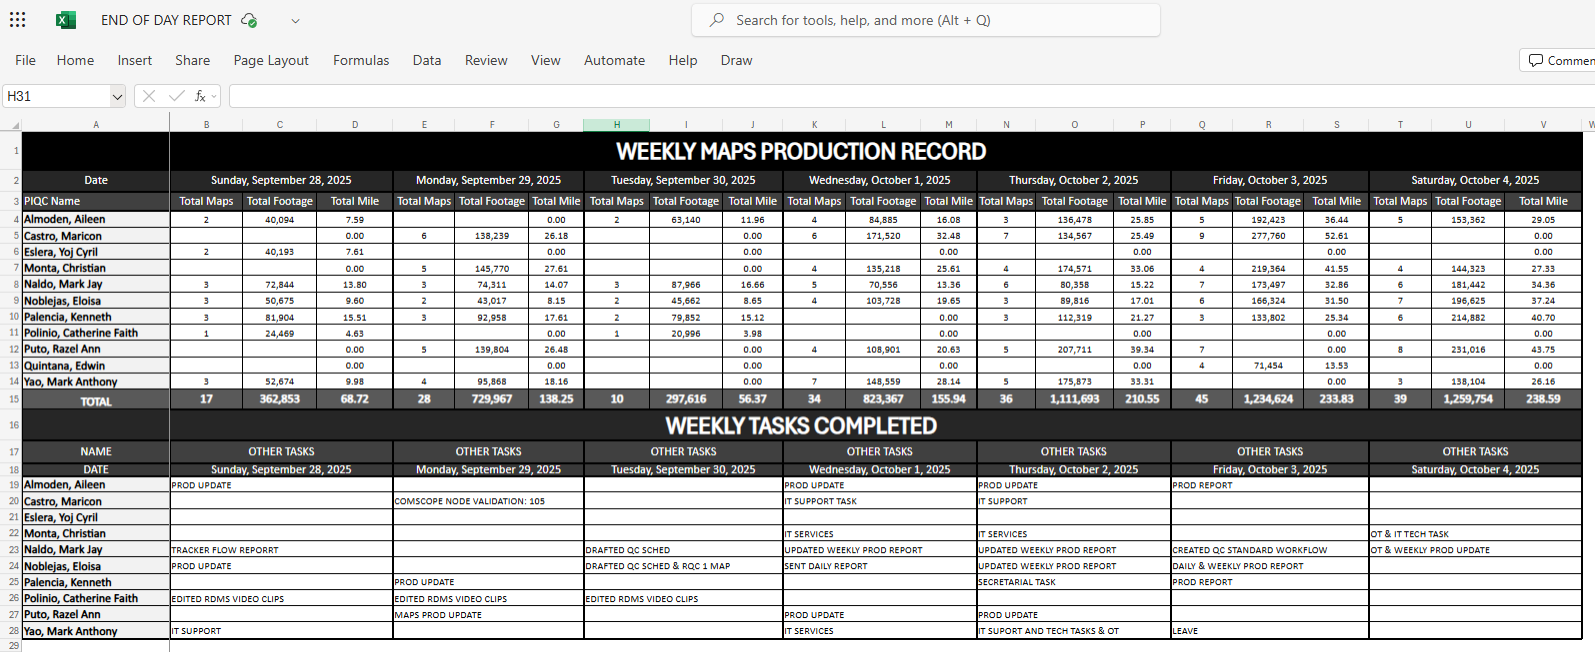 END OF DAY REPORT
Search for tools, help, and more (Alt + Q)
File Home Insert Share Page Layout Formulas Data Review View Automate Help Draw
Commen
H31 fx
A B C D E F G H I J K L M N O P Q R S T U V W
1 WEEKLY MAPS PRODUCTION RECORD
2 Date Sunday, September 28, 2025 Monday, September 29, 2025 Tuesday, September 30, 2025 Wednesday, October 1, 2025 Thursday, October 2, 2025 Friday, October 3, 2025 Saturday, October 4, 2025
3 PIQC Name Total Maps Total Footage Total Mile Total Maps Total Footage Total Mile Total Maps Total Footage Total Mile Total Maps Total Footage Total Mile Total Maps Total Footage Total Mile Total Maps Total Footage Total Mile Total Maps Total Footage Total Mile
4 Almoden, Aileen 2 40,094 7.59 0.00 2 63,140 11.96 4 84,885 16.08 3 136,478 25.85 5 192,423 36.44 5 153,362 29.05
5 Castro, Maricon 0.00 6 138,239 26.18 0.00 6 171,520 32.48 7 134,567 25.49 9 277,760 52.61 0.00
6 Eslera, Yoj Cyril 2 40,193 7.61 0.00 0.00 0.00 0.00 0.00 0.00
7 Monta, Christian 0.00 5 145,770 27.61 0.00 4 135,218 25.61 4 174,571 33.06 4 219,364 41.55 4 144,323 27.33
8 Naldo, Mark Jay 3 72,844 13.80 3 74,311 14.07 3 87,966 16.66 5 70,556 13.36 6 80,358 15.22 7 173,497 32.86 6 181,442 34.36
9 Noblejas, Eloisa 3 50,675 9.60 2 43,017 8.15 2 45,662 8.65 4 103,728 19.65 3 89,816 17.01 6 166,324 31.50 7 196,625 37.24
10 Palencia, Kenneth 3 81,904 15.51 3 92,958 17.61 2 79,852 15.12 0.00 3 112,319 21.27 3 133,802 25.34 6 214,882 40.70
11 Polinio, Catherine Faith 1 24,469 4.63 0.00 1 20,996 3.98 0.00 0.00 0.00 0.00
12 Puto, Razel Ann 0.00 5 139,804 26.48 0.00 4 108,901 20.63 5 207,711 39.34 7 0.00 8 231,016 43.75
13 Quintana, Edwin 0.00 0.00 0.00 0.00 0.00 4 71,454 13.53 0.00
14 Yao, Mark Anthony 3 52,674 9.98 4 95,868 18.16 0.00 7 148,559 28.14 5 175,873 33.31 0.00 3 138,104 26.16
15 TOTAL 17 362,853 68.72 28 729,967 138.25 10 297,616 56.37 34 823,367 155.94 36 1,111,693 210.55 45 1,234,624 233.83 39 1,259,754 238.59
16 WEEKLY TASKS COMPLETED
17 NAME OTHER TASKS OTHER TASKS OTHER TASKS OTHER TASKS OTHER TASKS OTHER TASKS OTHER TASKS
18 DATE Sunday, September 28, 2025 Monday, September 29, 2025 Tuesday, September 30, 2025 Wednesday, October 1, 2025 Thursday, October 2, 2025 Friday, October 3, 2025 Saturday, October 4, 2025
19 Almoden, Aileen PROD UPDATE PROD UPDATE PROD UPDATE PROD REPORT
20 Castro, Maricon COMSCOPE NODE VALIDATION: 105 IT SUPPORT TASK IT SUPPORT
21 Eslera, Yoj Cyril
22 Monta, Christian IT SERVICES IT SERVICES OT & IT TECH TASK
23 Naldo, Mark Jay TRACKER FLOW REPORRT DRAFTED QC SCHED UPDATED WEEKLY PROD REPORT UPDATED WEEKLY PROD REPORT CREATED QC STANDARD WORKFLOW OT & WEEKLY PROD UPDATE
24 Noblejas, Eloisa PROD UPDATE DRAFTED QC SCHED & RQC 1 MAP SENT DAILY REPORT UPDATED WEEKLY PROD REPORT DAILY & WEEKLY PROD REPORT
25 Palencia, Kenneth PROD UPDATE SECRETARIAL TASK PROD REPORT
26 Polinio, Catherine Faith EDITED RDMS VIDEO CLIPS EDITED RDMS VIDEO CLIPS EDITED RDMS VIDEO CLIPS
27 Puto, Razel Ann MAPS PROD UPDATE PROD UPDATE PROD UPDATE
28 Yao, Mark Anthony IT SUPPORT IT SERVICES IT SUPORT AND TECH TASKS & OT LEAVE
29